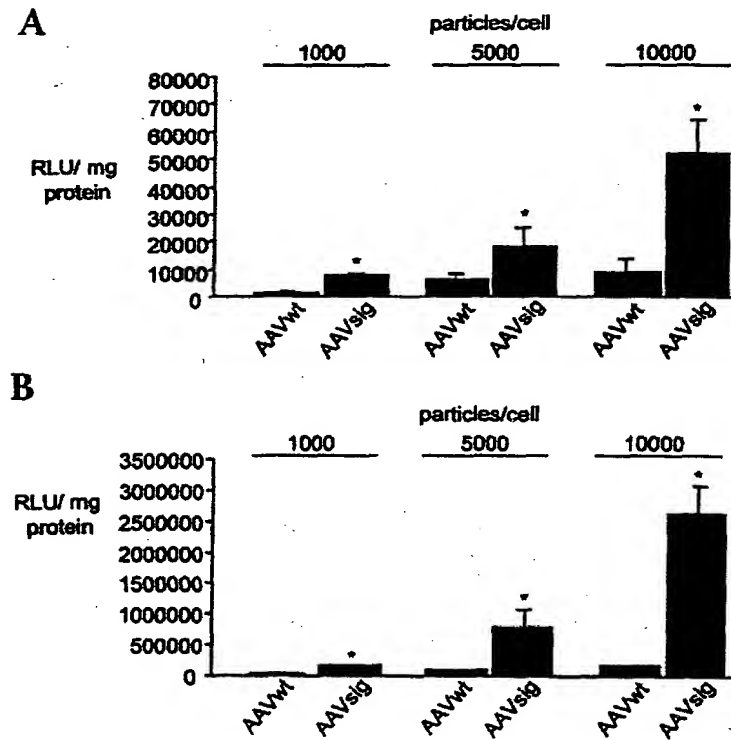 A
particles/cell
1000 5000 10000
80000
70000
60000
50000
40000
30000
20000
10000
0
RLU/ mg
protein
* * *
AAVwt AAVsig AAVwt AAVsig AAVwt AAVsig
B
particles/cell
1000 5000 10000
3500000
3000000
2500000
2000000
1500000
1000000
500000
0
RLU/ mg
protein
* * *
AAVwt AAVsig AAVwt AAVsig AAVwt AAVsig